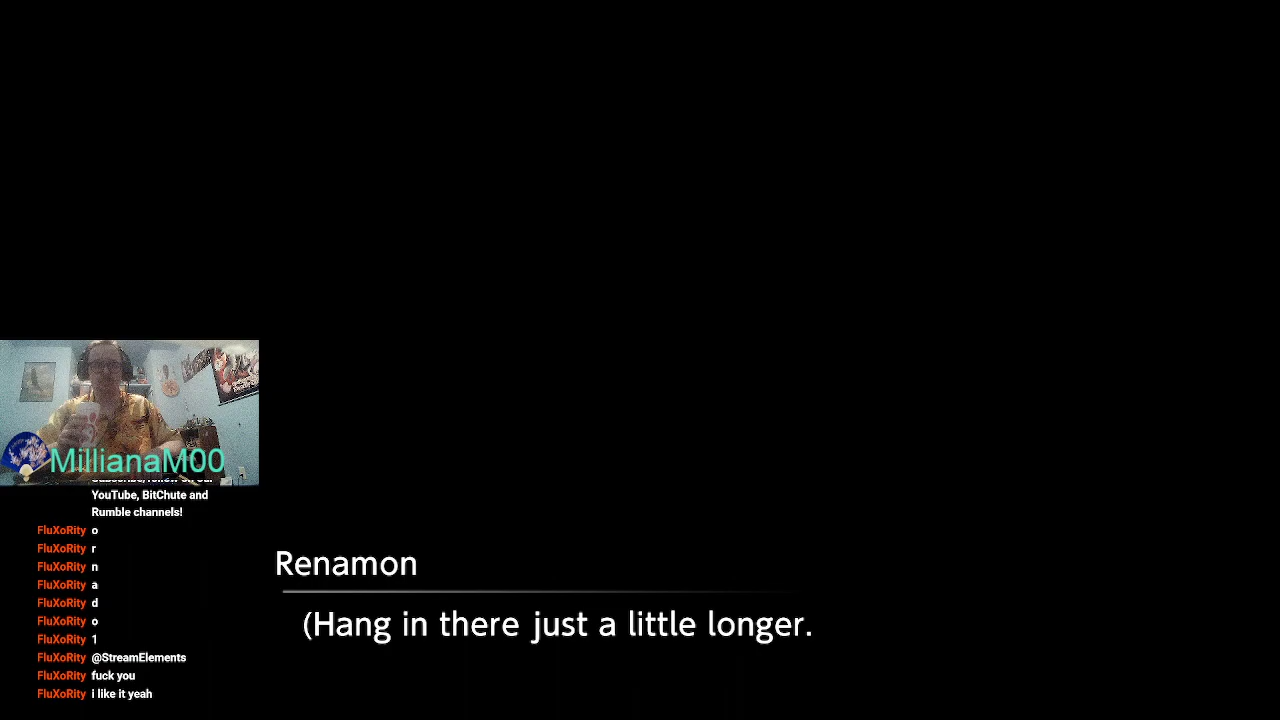 MillianaM00
YouTube, BitChute and
Rumble channels!
FluXoRity o
FluXoRity r
FluXoRity n
FluXoRity a
FluXoRity d
FluXoRity o
FluXoRity 1
FluXoRity @StreamElements
FluXoRity fuck you
FluXoRity i like it yeah
Renamon
(Hang in there just a little longer.